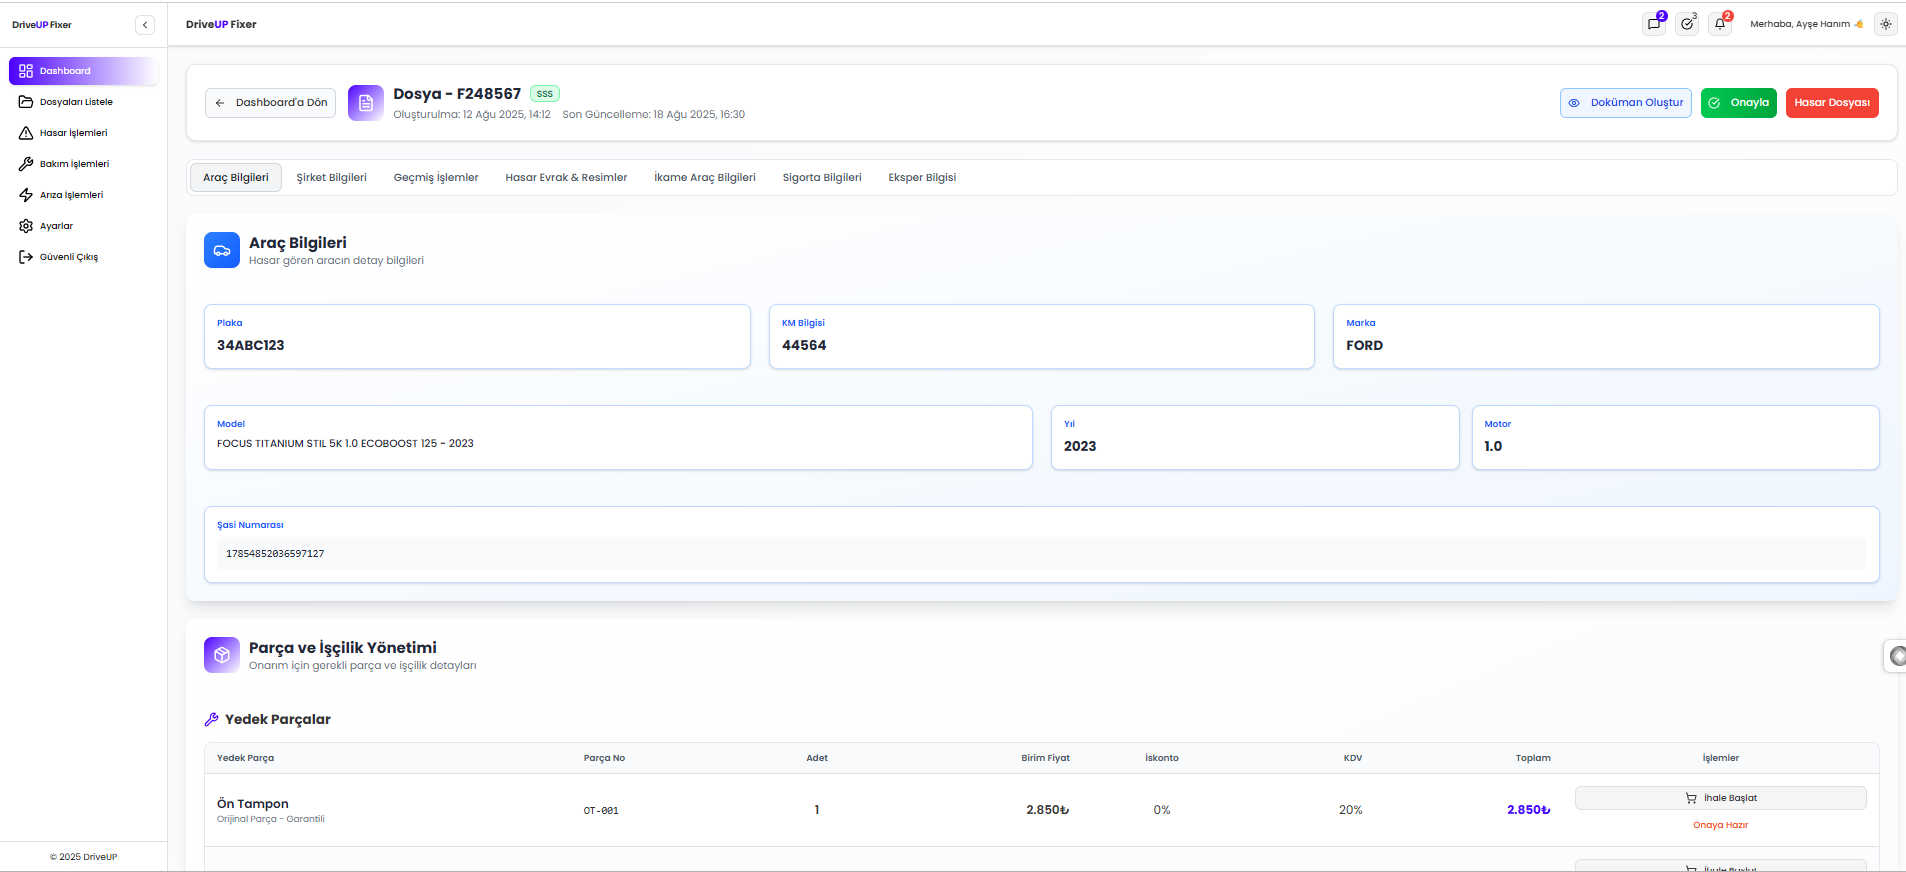 DriveUP Fixer
Dashboard
Dosyaları Listele
Hasar İşlemleri
Bakım İşlemleri
Arıza İşlemleri
Ayarlar
Güvenli Çıkış
© 2025 DriveUP
DriveUP Fixer
2
3
2
Merhaba, Ayşe Hanım
Dashboard'a Dön
Dosya - F248567 sss
Oluşturulma: 12 Ağu 2025, 14:12 Son Güncelleme: 18 Ağu 2025, 16:30
Doküman Oluştur
Onayla
Hasar Dosyası
Araç Bilgileri Şirket Bilgileri Geçmiş İşlemler Hasar Evrak & Resimler İkame Araç Bilgileri Sigorta Bilgileri Eksper Bilgisi
Araç Bilgileri
Hasar gören aracın detay bilgileri
Plaka
34ABC123
KM Bilgisi
44564
Marka
FORD
Model
FOCUS TITANIUM STIL 5K 1.0 ECOBOOST 125 - 2023
Yıl
2023
Motor
1.0
Şasi Numarası
17854852036597127
Parça ve İşçilik Yönetimi
Onarım için gerekli parça ve işçilik detayları
Yedek Parçalar
Yedek Parça Parça No Adet Birim Fiyat İskonto KDV Toplam İşlemler
Ön Tampon
Orijinal Parça - Garantili
OT-001 1 2.850₺ 0% 20% 2.850₺
İhale Başlat
Onaya Hazır
İhale Başlat